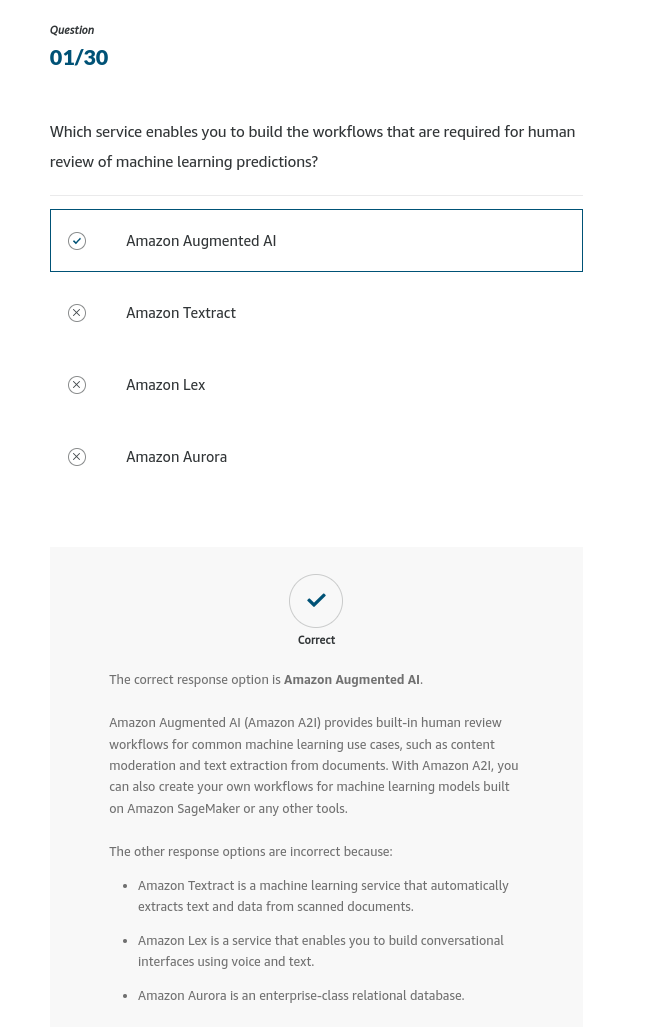 Question
01/30
Which service enables you to build the workflows that are required for human
review of machine learning predictions?
Amazon Augmented AI
Amazon Textract
Amazon Lex
Amazon Aurora
Correct
The correct response option is Amazon Augmented AI.
Amazon Augmented AI (Amazon A2I) provides built-in human review
workflows for common machine learning use cases, such as content
moderation and text extraction from documents. With Amazon A2I, you
can also create your own workflows for machine learning models built
on Amazon SageMaker or any other tools.
The other response options are incorrect because:
• Amazon Textract is a machine learning service that automatically
extracts text and data from scanned documents.
• Amazon Lex is a service that enables you to build conversational
interfaces using voice and text.
• Amazon Aurora is an enterprise-class relational database.